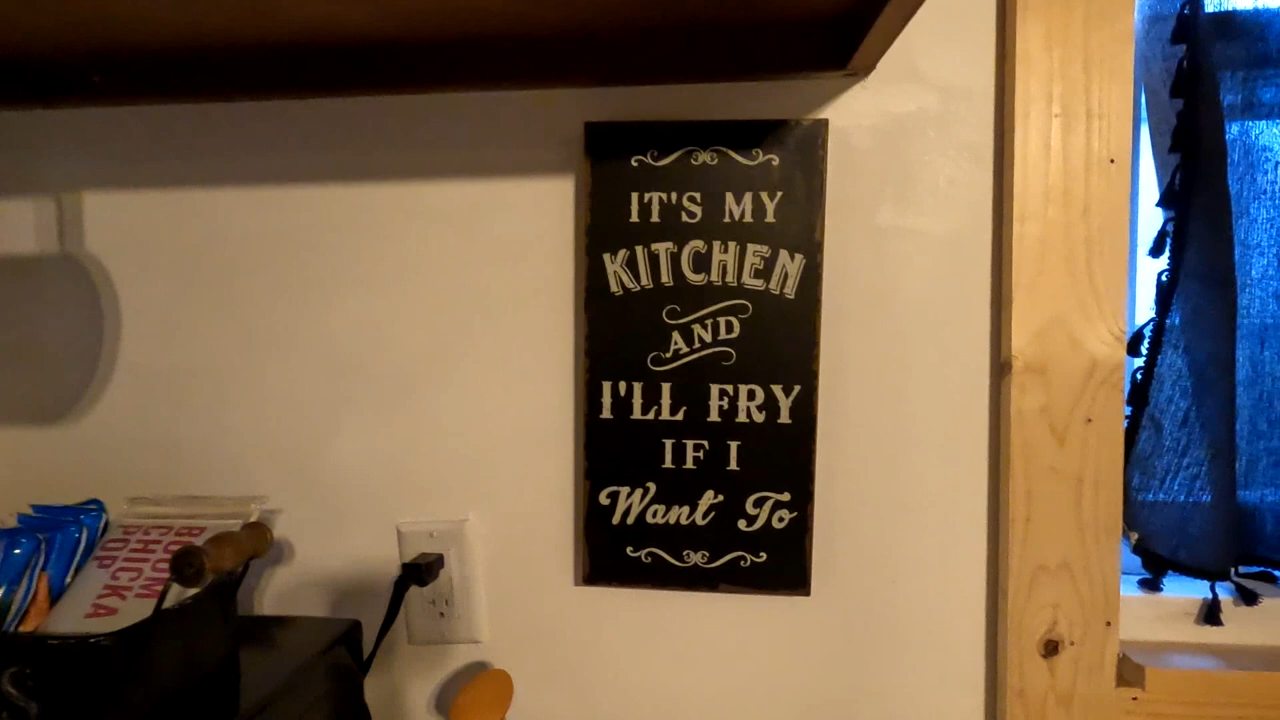 IT'S MY
KITCHEN
AND
I'LL FRY
IF I
Want To
BOOM
CHICKA
POP